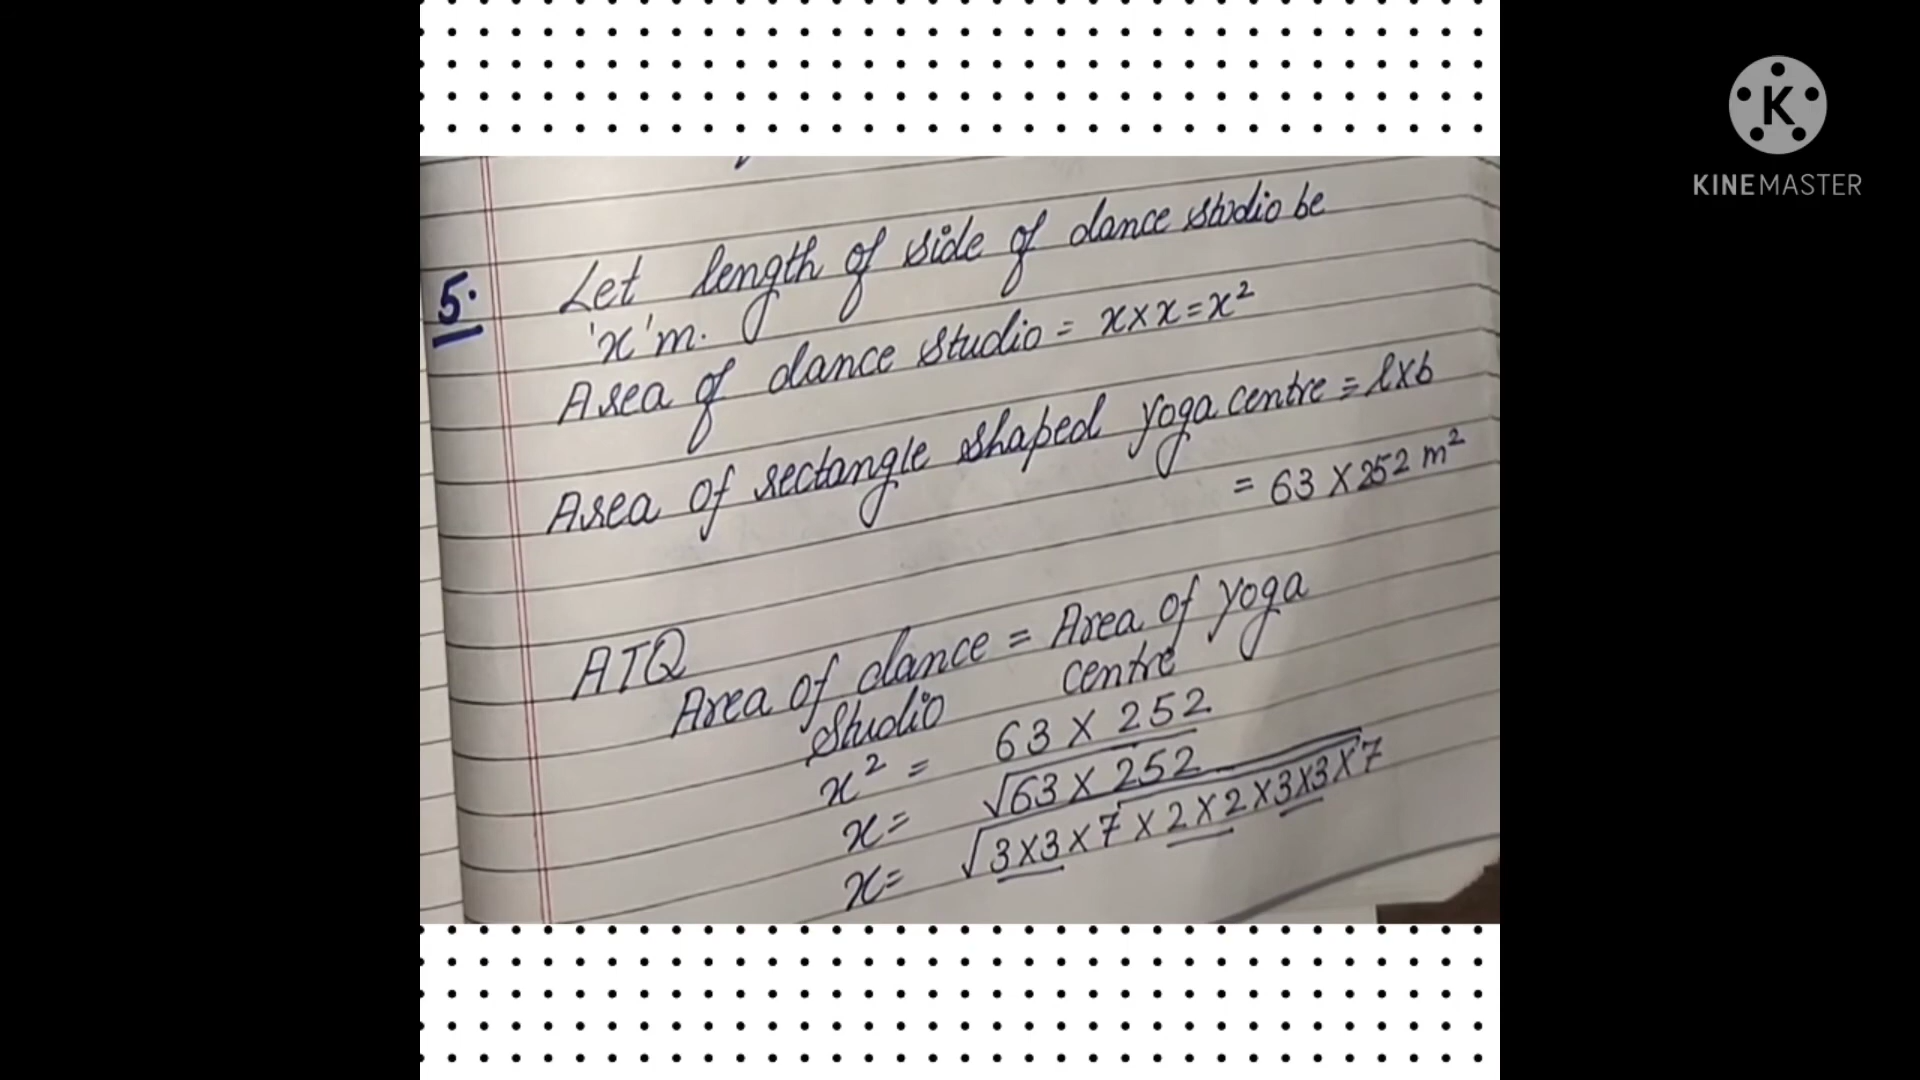 5. Let length of side of dance studio be
'x' m.
Area of dance studio = x×x = x²
Area of rectangle shaped yoga centre = l×b
= 63 × 252 m²
ATQ
Area of dance = Area of yoga
studio centre
x² = 63 × 252
x = √63 × 252
x = √3×3×7×2×2×3×3×7
K
KINEMASTER